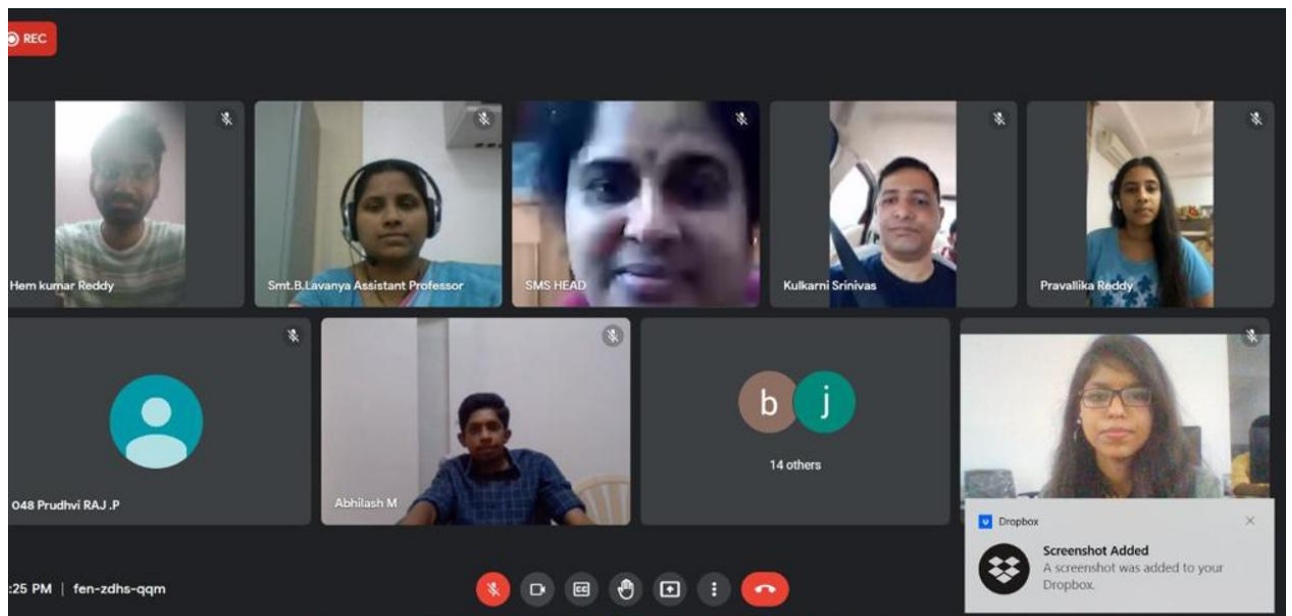 REC
Hem kumar Reddy
Smt.B.Lavanya Assistant Professor
SMS HEAD
Kulkarni Srinivas
Pravallika Reddy
048 Prudhvi RAJ .P
Abhilash M
b j
14 others
Dropbox
Screenshot Added
A screenshot was added to your
Dropbox.
:25 PM | fen-zdhs-qqm
CC